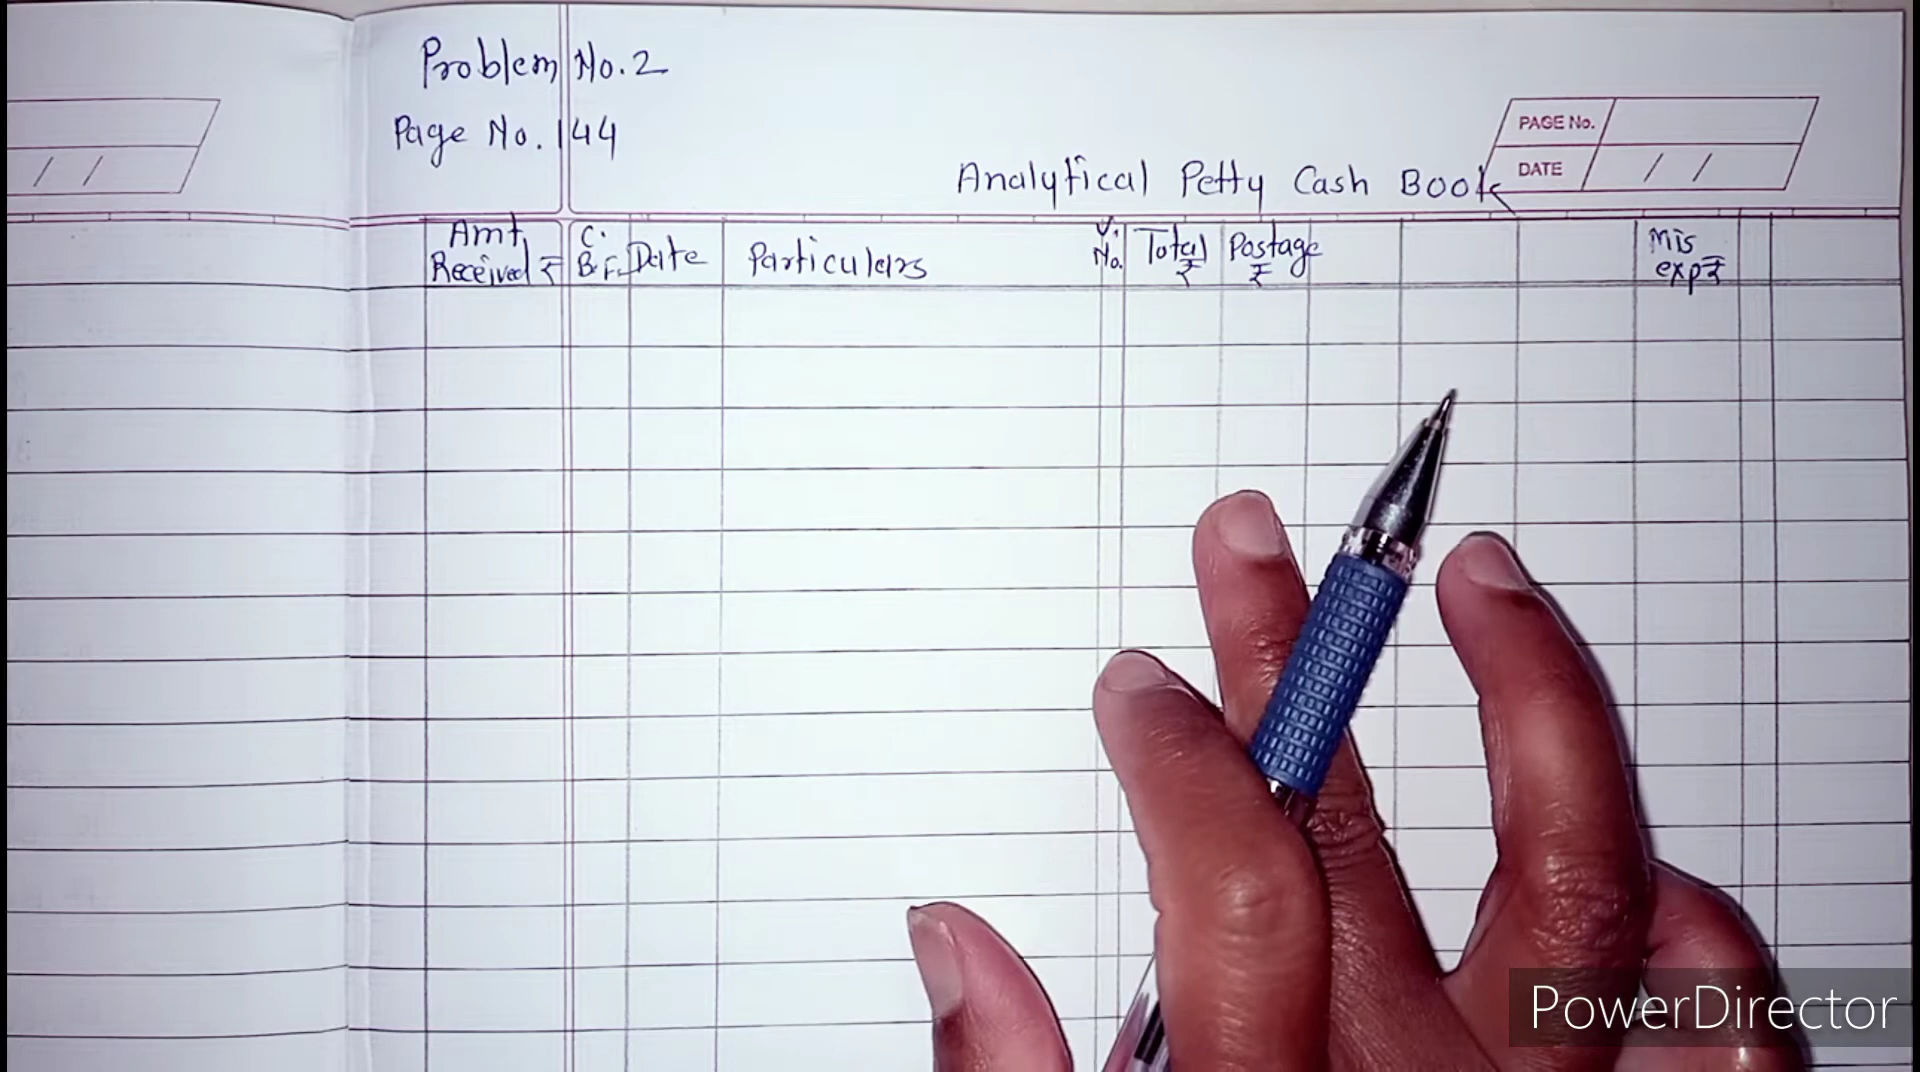 Problem No. 2
Page No. 144
PAGE No.
DATE / /
/ /
Analytical Petty Cash Book
Amt Received ₹
C. B. F.
Date
Particulars
V. No.
Total ₹
Postage ₹
Mis exp ₹
PowerDirector